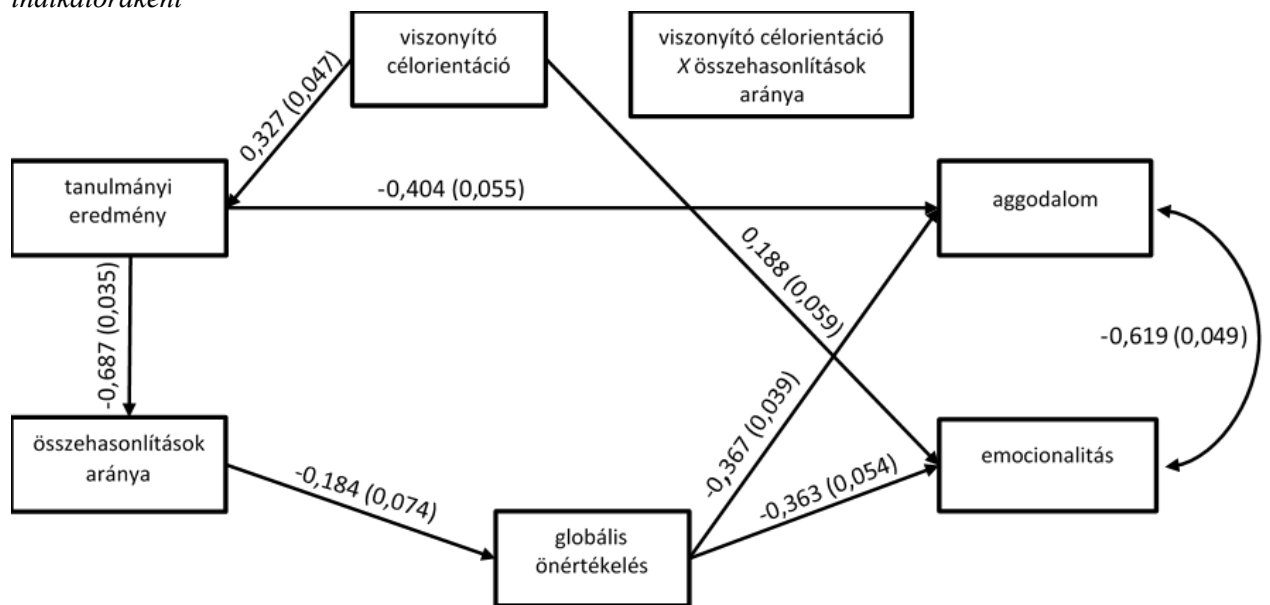 indikátoraként
viszonyító
célorientáció
viszonyító célorientáció
X összehasonlítások
aránya
0,327 (0,047)
tanulmányi
eredmény
-0,404 (0,055)
aggodalom
0,188 (0,059)
-0,687 (0,035)
-0,619 (0,049)
-0,367 (0,039)
összehasonlítások
aránya
emocionalitás
-0,184 (0,074)
-0,363 (0,054)
globális
önértékelés